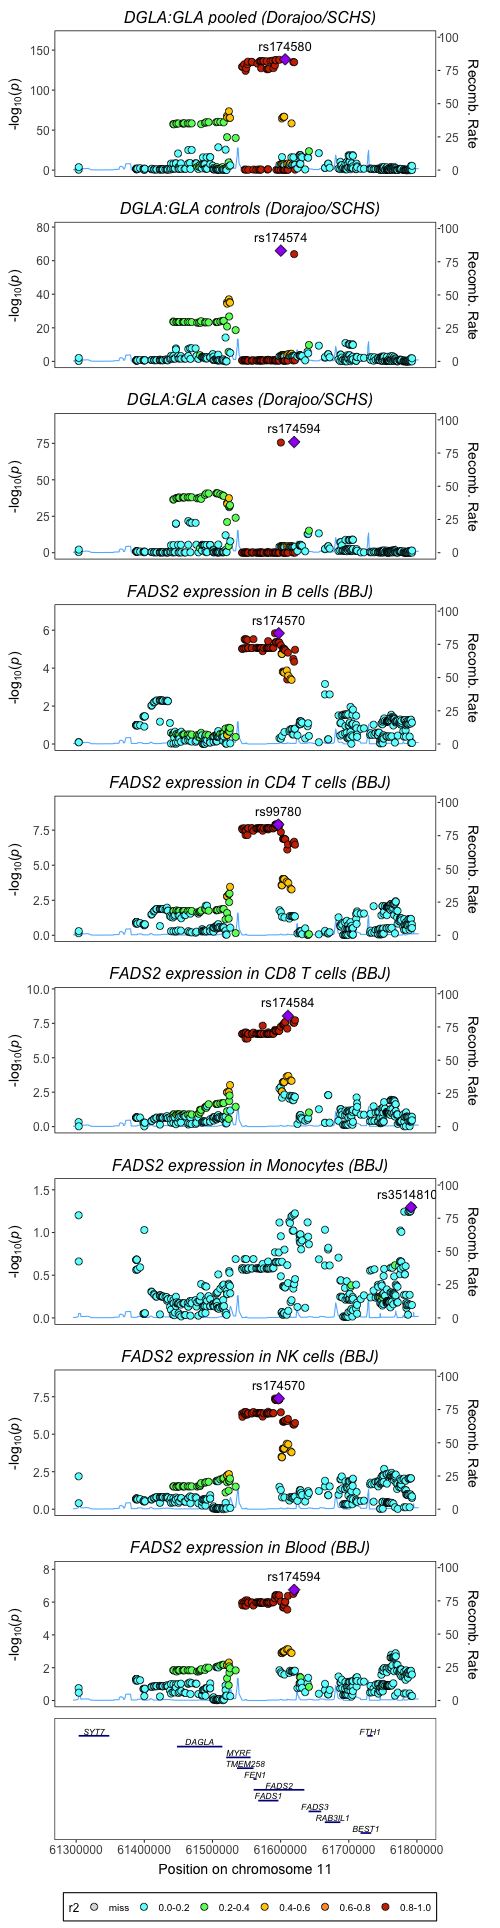 DGLA:GLA pooled (Dorajoo/SCHS)
rs174580
150
100
50
0
100
75
50
25
0
-log10(p)
Recomb. Rate
DGLA:GLA controls (Dorajoo/SCHS)
rs174574
80
60
40
20
0
100
75
50
25
0
-log10(p)
Recomb. Rate
DGLA:GLA cases (Dorajoo/SCHS)
rs174594
75
50
25
0
100
75
50
25
0
-log10(p)
Recomb. Rate
FADS2 expression in B cells (BBJ)
rs174570
6
4
2
0
100
75
50
25
0
-log10(p)
Recomb. Rate
FADS2 expression in CD4 T cells (BBJ)
rs99780
7.5
5.0
2.5
0.0
100
75
50
25
0
-log10(p)
Recomb. Rate
FADS2 expression in CD8 T cells (BBJ)
rs174584
10.0
7.5
5.0
2.5
0.0
100
75
50
25
0
-log10(p)
Recomb. Rate
FADS2 expression in Monocytes (BBJ)
rs3514810
1.5
1.0
0.5
0.0
100
75
50
25
0
-log10(p)
Recomb. Rate
FADS2 expression in NK cells (BBJ)
rs174570
7.5
5.0
2.5
0.0
100
75
50
25
0
-log10(p)
Recomb. Rate
FADS2 expression in Blood (BBJ)
rs174594
8
6
4
2
0
100
75
50
25
0
-log10(p)
Recomb. Rate
SYT7 FTH1
DAGLA
MYRF
TMEM258
FEN1
FADS2
FADS1
FADS3
RAB3IL1
BEST1
61300000 61400000 61500000 61600000 61700000 61800000
Position on chromosome 11
r2 miss 0.0-0.2 0.2-0.4 0.4-0.6 0.6-0.8 0.8-1.0